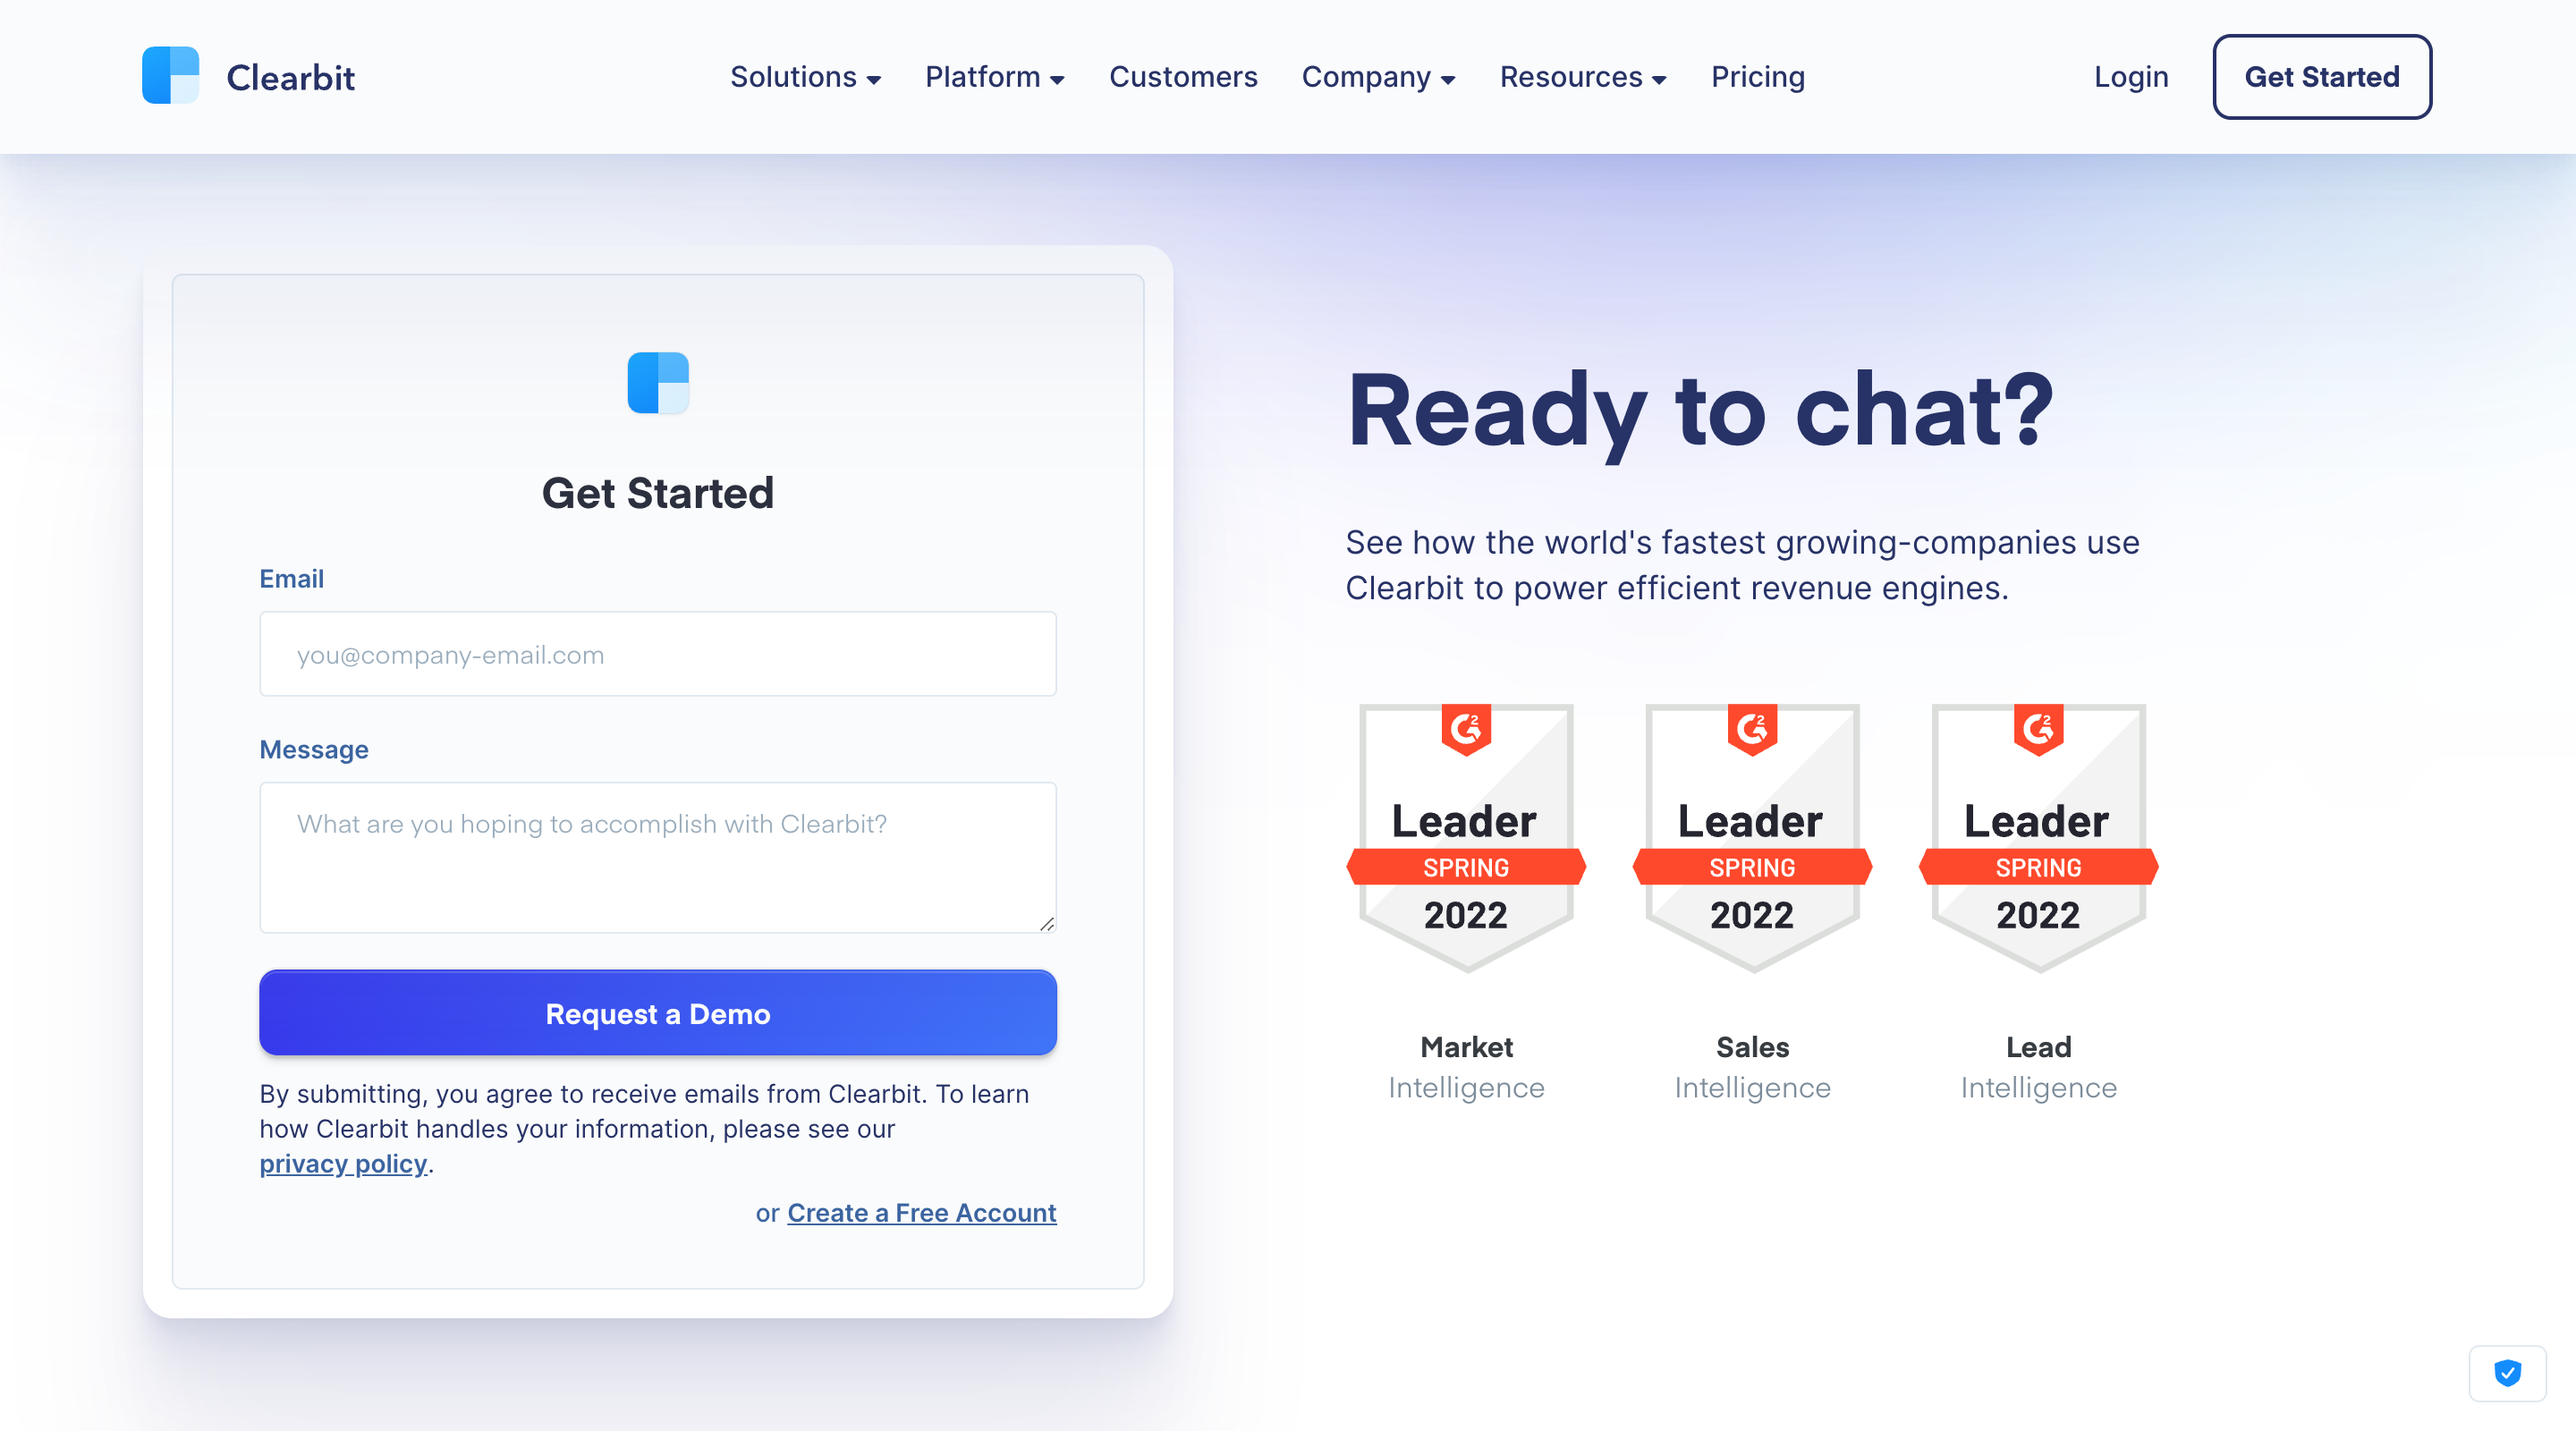 Clearbit
Solutions
Platform
Customers
Company
Resources
Pricing
Login
Get Started
Get Started
Email
you@company-email.com
Message
What are you hoping to accomplish with Clearbit?
Request a Demo
By submitting, you agree to receive emails from Clearbit. To learn
how Clearbit handles your information, please see our
privacy policy.
or Create a Free Account
Ready to chat?
See how the world's fastest growing-companies use
Clearbit to power efficient revenue engines.
G2
Leader
SPRING
2022
Market
Intelligence
G2
Leader
SPRING
2022
Sales
Intelligence
G2
Leader
SPRING
2022
Lead
Intelligence